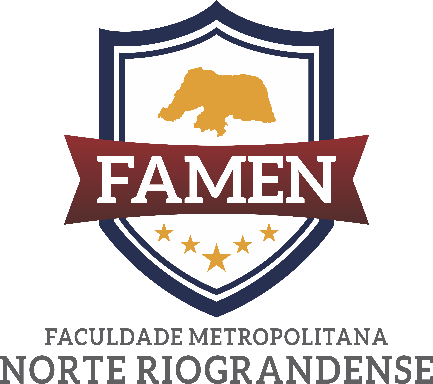 FAMEN
FACULDADE METROPOLITANA
NORTE RIOGRANDENSE